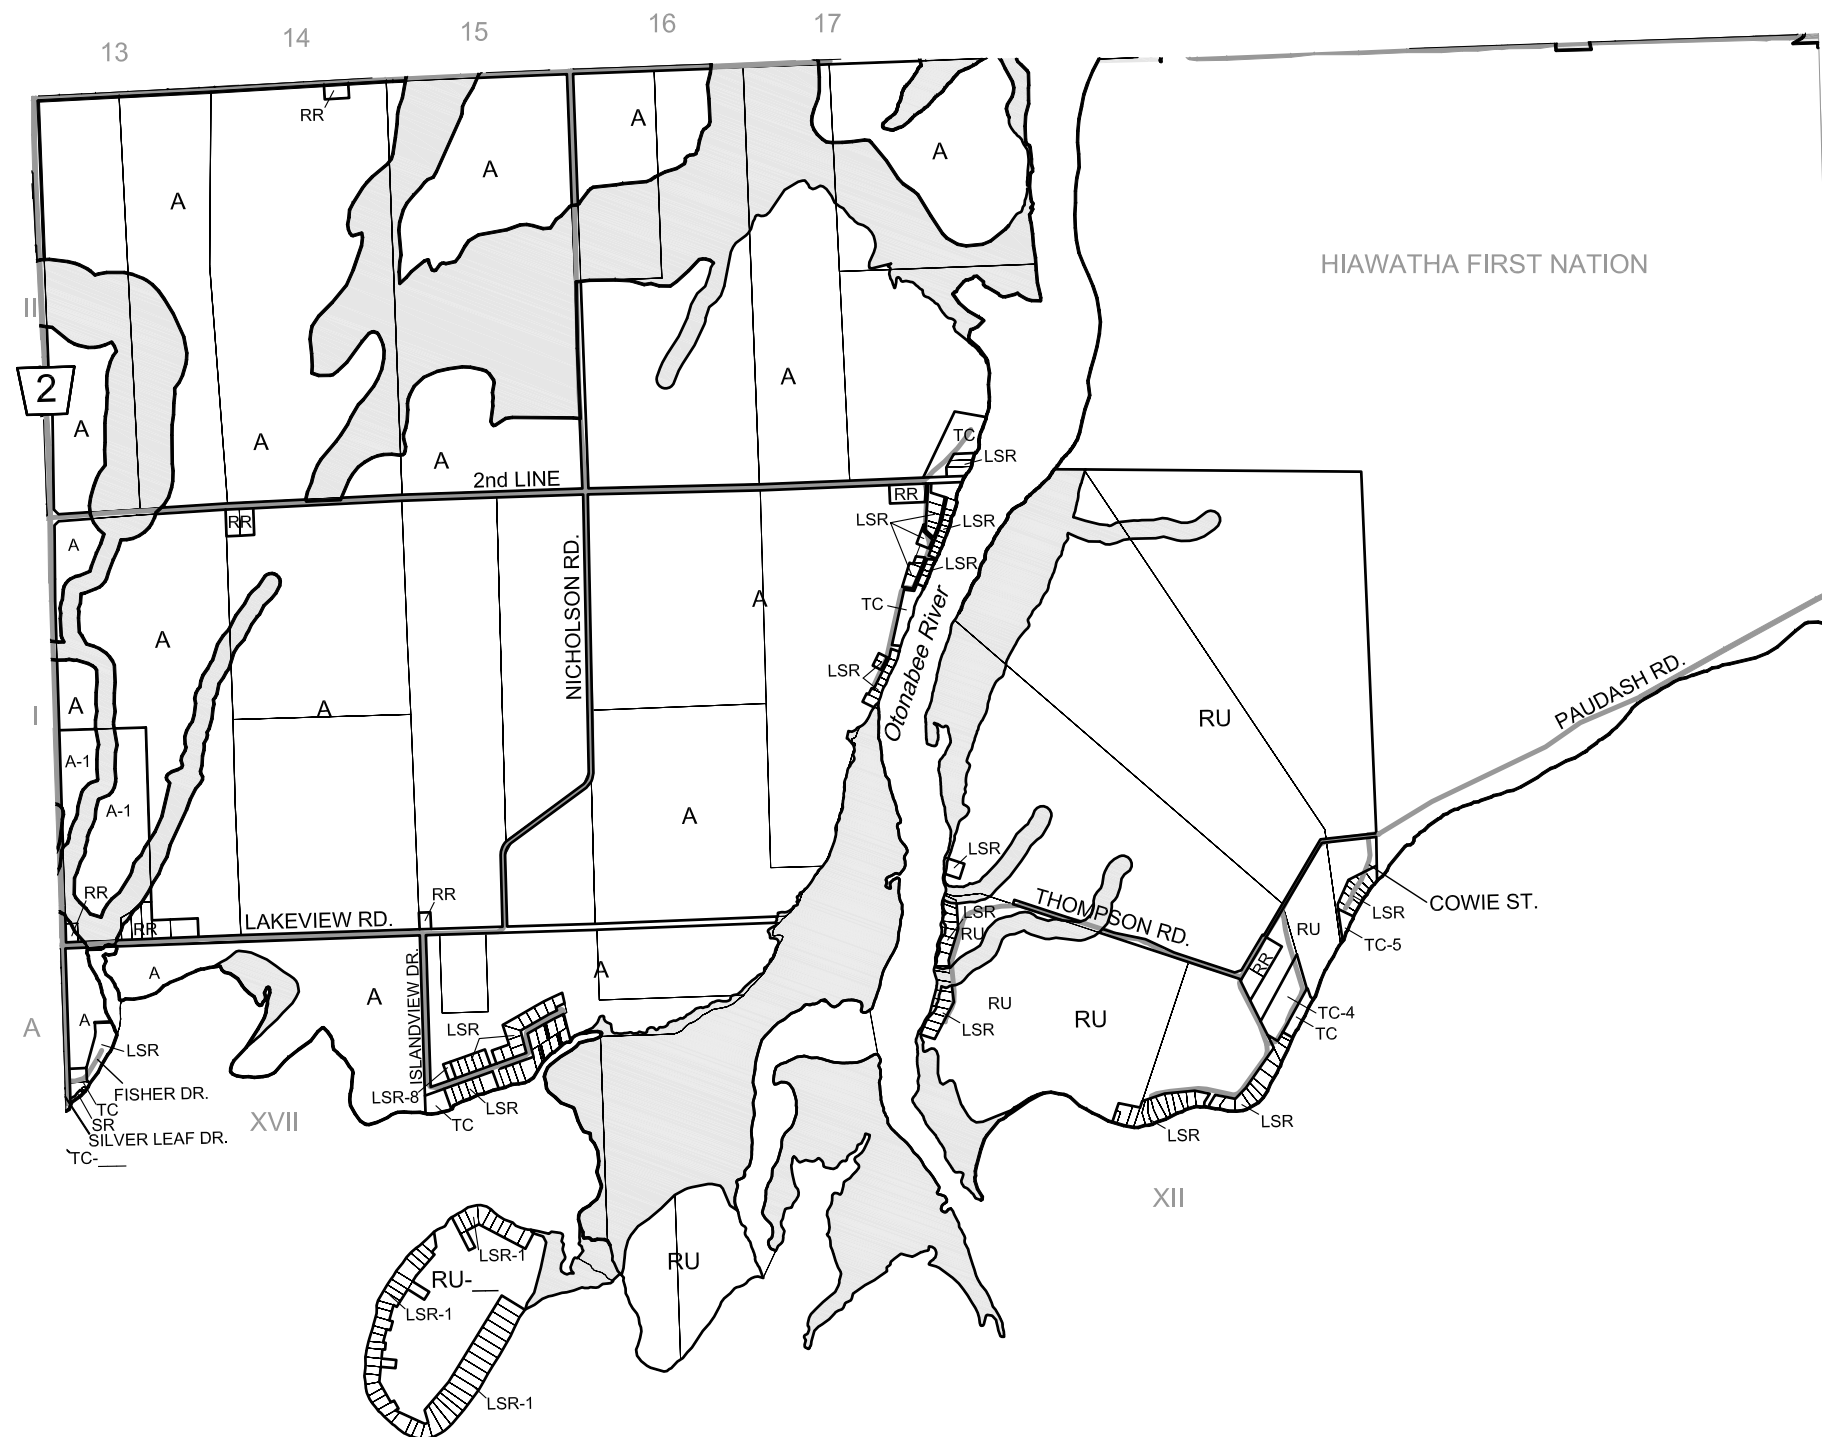 13
14
15
16
17
RR
A
A
A
A
A
HIAWATHA FIRST NATION
II
2
A
A
A
A
TC
LSR
2nd LINE
RR
RR
LSR
LSR
A
NICHOLSON RD.
LSR
A
TC
Otonabee River
A
LSR
PAUDASH RD.
A
A
I
RU
A-1
A-1
A
LSR
RR
RR
THOMPSON RD.
COWIE ST.
LSR
LSR
LAKEVIEW RD.
RR
RU
RU
TC-5
ISLANDVIEW DR.
RR
A
A
A
RU
TC-4
A
A
LSR
LSR
RU
TC
LSR
FISHER DR.
LSR-8
LSR
TC
SR
TC
XVII
LSR
LSR
SILVER LEAF DR.
TC-___
XII
LSR-1
RU
RU-__
LSR-1
LSR-1